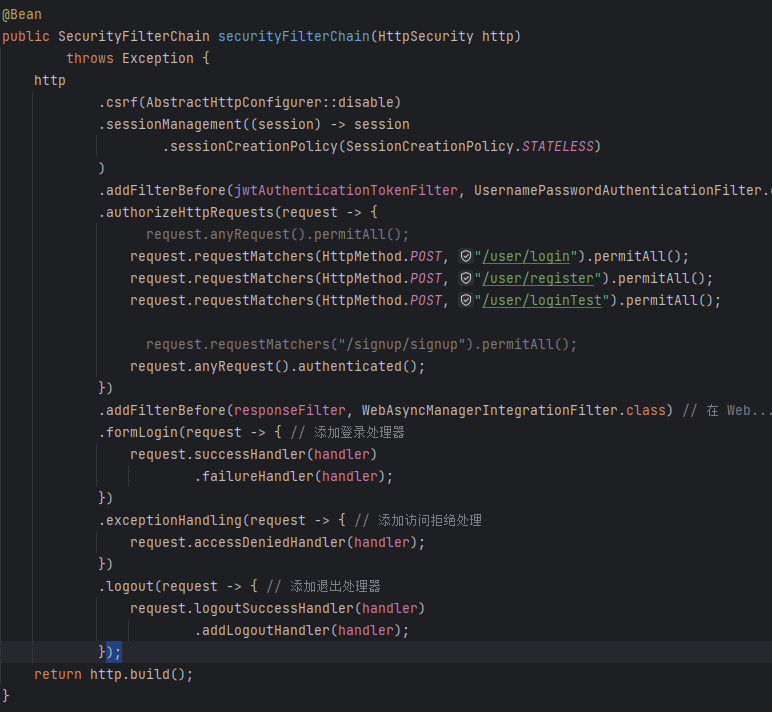 @Bean
public SecurityFilterChain securityFilterChain(HttpSecurity http)
        throws Exception {
    http
            .csrf(AbstractHttpConfigurer::disable)
            .sessionManagement((session) -> session
                    .sessionCreationPolicy(SessionCreationPolicy.STATELESS)
            )
            .addFilterBefore(jwtAuthenticationTokenFilter, UsernamePasswordAuthenticationFilter.
            .authorizeHttpRequests(request -> {
                  request.anyRequest().permitAll();
                request.requestMatchers(HttpMethod.POST, "/user/login").permitAll();
                request.requestMatchers(HttpMethod.POST, "/user/register").permitAll();
                request.requestMatchers(HttpMethod.POST, "/user/loginTest").permitAll();
                  request.requestMatchers("/signup/signup").permitAll();
                request.anyRequest().authenticated();
            })
            .addFilterBefore(responseFilter, WebAsyncManagerIntegrationFilter.class) // 在 Web...
            .formLogin(request -> { // 添加登录处理器
                request.successHandler(handler)
                        .failureHandler(handler);
            })
            .exceptionHandling(request -> { // 添加访问拒绝处理
                request.accessDeniedHandler(handler);
            })
            .logout(request -> { // 添加退出处理器
                request.logoutSuccessHandler(handler)
                        .addLogoutHandler(handler);
            });
    return http.build();
}